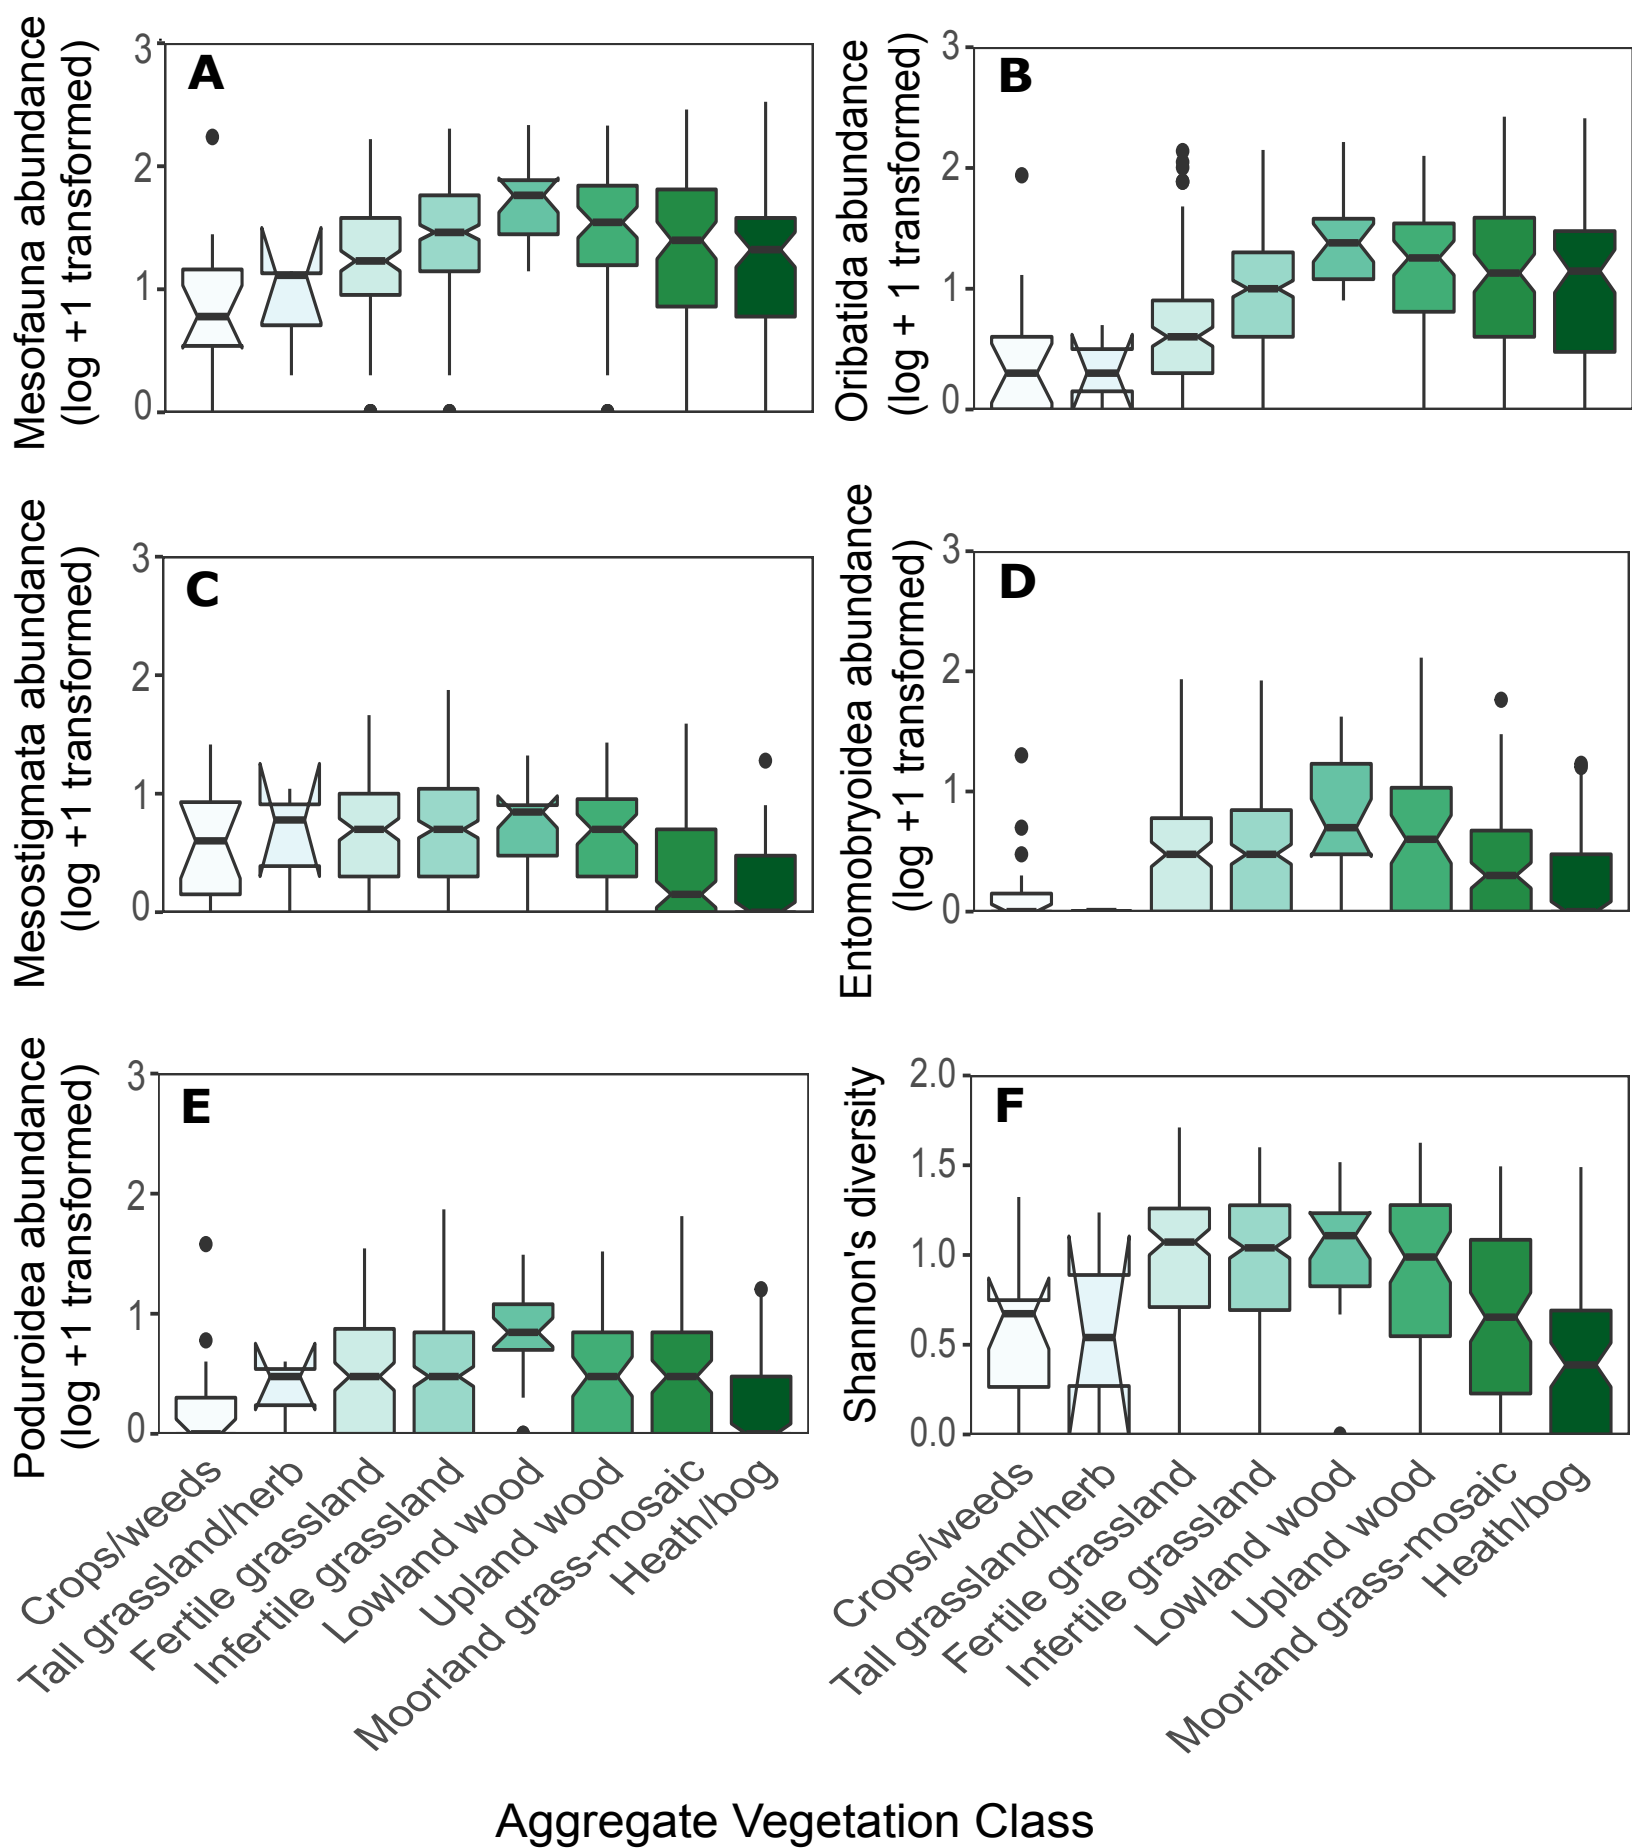 Mesofauna abundance
(log +1 transformed)
3
2
1
0
A
Oribatida abundance
(log + 1 transformed)
3
2
1
0
B
Mesostigmata abundance
(log +1 transformed)
3
2
1
0
C
Entomobryoidea abundance
(log +1 transformed)
3
2
1
0
D
Poduroidea abundance
(log +1 transformed)
3
2
1
0
E
Shannon's diversity
2.0
1.5
1.0
0.5
0.0
F
Crops/weeds
Tall grassland/herb
Fertile grassland
Infertile grassland
Lowland wood
Upland wood
Moorland grass-mosaic
Heath/bog
Crops/weeds
Tall grassland/herb
Fertile grassland
Infertile grassland
Lowland wood
Upland wood
Moorland grass-mosaic
Heath/bog
Aggregate Vegetation Class